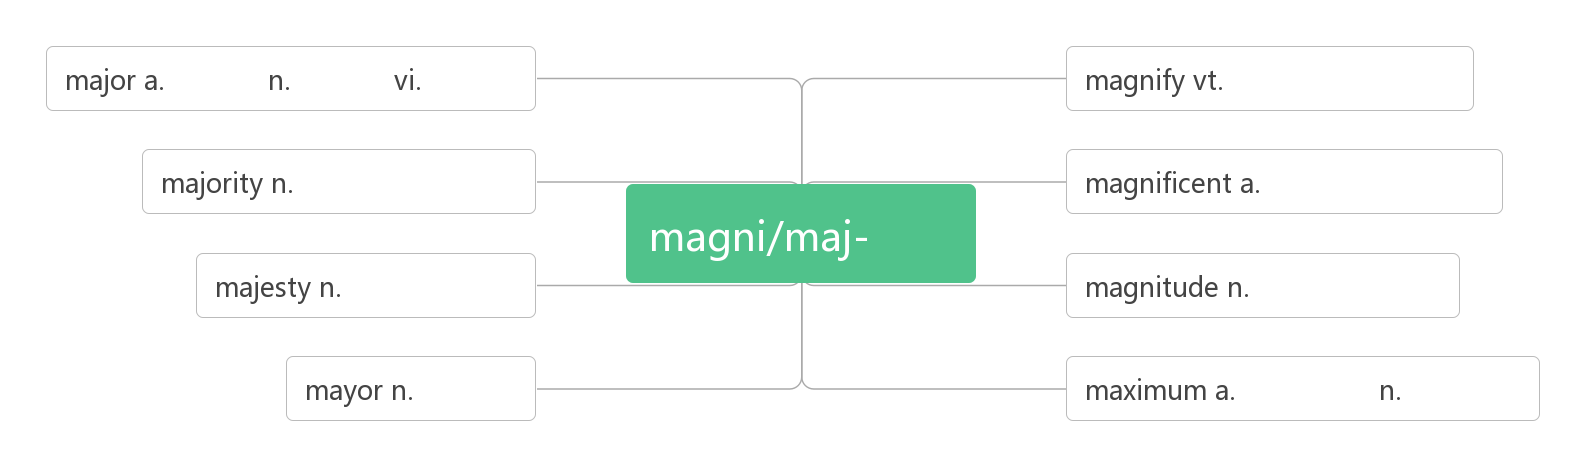 major a. n. vi.
majority n.
majesty n.
mayor n.
magni/maj-
magnify vt.
magnificent a.
magnitude n.
maximum a. n.